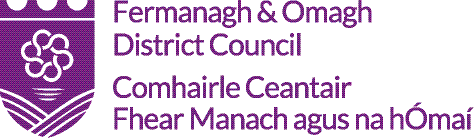 Fermanagh & Omagh
District Council
Comhairle Ceantair
Fhear Manach agus na hÓmaí